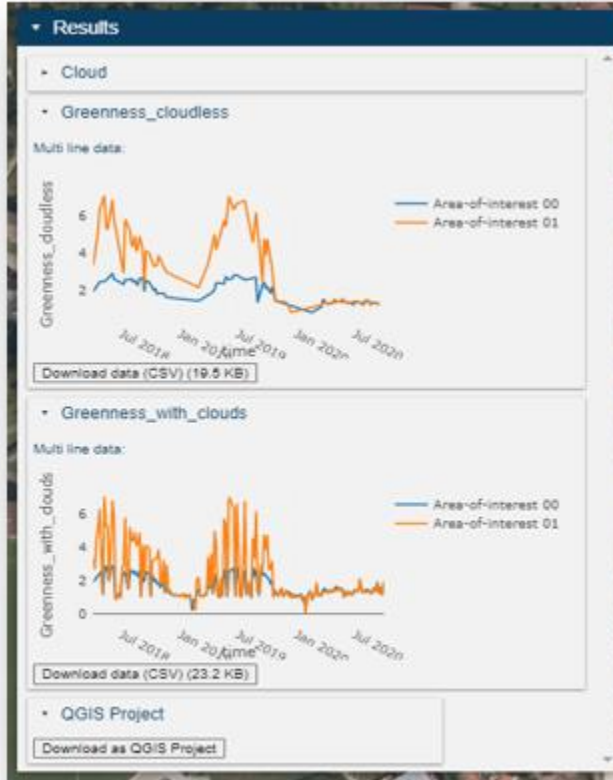 Results
Cloud
Greenness_cloudless
Multi line data:
Greenness_cloudless
6
4
2
Area-of-interest 00
Area-of-interest 01
Jul 2018
Jan 2019
Jul 2019
Jan 2020
Jul 2020
time
Download data (CSV) (19.5 KB)
Greenness_with_clouds
Multi line data:
Greenness_with_clouds
6
4
2
0
Area-of-interest 00
Area-of-interest 01
Jul 2018
Jan 2019
Jul 2019
Jan 2020
Jul 2020
time
Download data (CSV) (23.2 KB)
QGIS Project
Download as QGIS Project